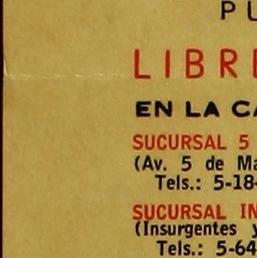 PU
LIBRE
EN LA CA
SUCURSAL 5
(Av. 5 de Ma
Tels.: 5-18-
SUCURSAL IN
(Insurgentes y
Tels.: 5-64